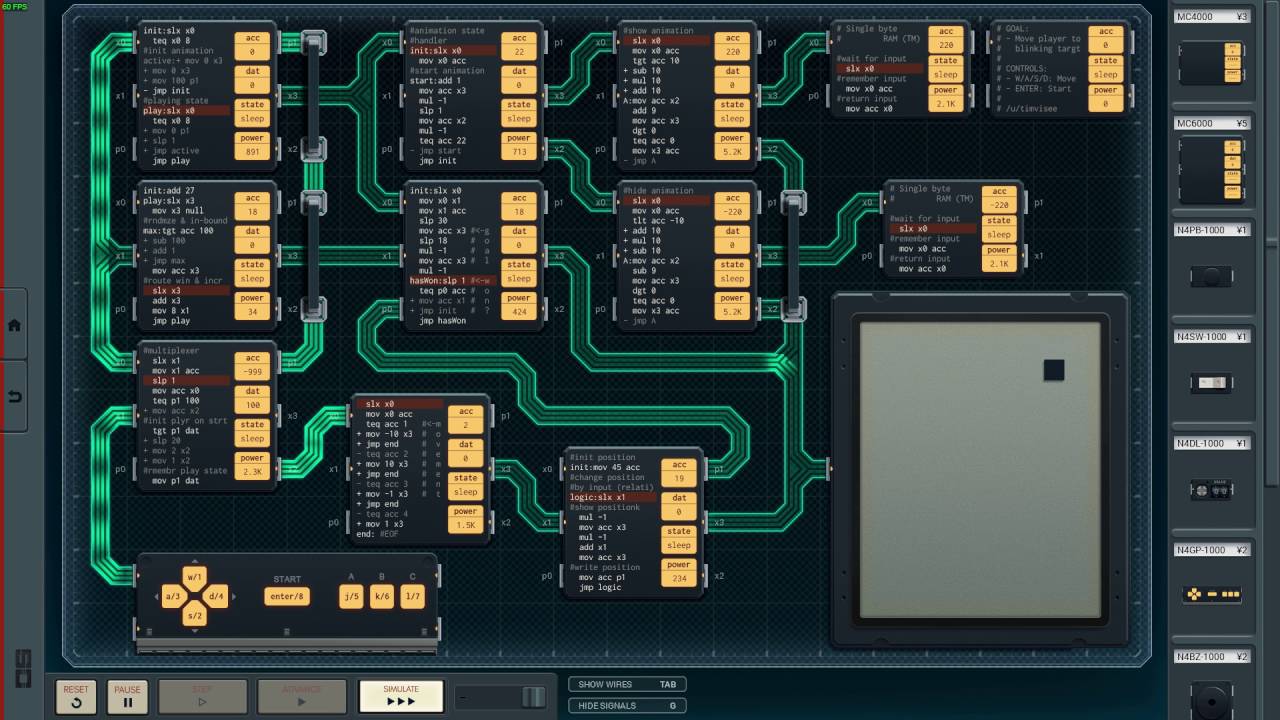 60 FPS
init:slx x0
teq x0 8
#init animation
active:+ mov 0 x3
+ mov 100 p1
- jmp init
#playing state
play:slx x0
teq x0 8
+ mov 0 p1
+ slp 1
+ jmp active
jmp play
acc
0
dat
0
state
sleep
power
891
x0
p1
x1
x3
p0
x2
#animation state
#handler
init:slx x0
#start animation
start:add 1
mov acc x3
mul -1
slp 1
mov acc x2
mul -1
teq acc 22
- jmp start
jmp init
acc
22
dat
0
state
sleep
power
713
x0
p1
x1
x3
p0
x2
#show animation
slx x0
mov x0 acc
tgt acc 10
+ sub 10
+ mul 10
+ add 10
A:mov acc x2
add 9
mov acc x3
dgt 0
teq acc 0
mov x3 acc
- jmp A
acc
220
dat
0
state
sleep
power
5.2K
x0
p1
x1
x3
p0
x2
# Single byte
# RAM (TM)
#wait for input
slx x0
#remember input
mov x0 acc
#return input
mov acc x0
acc
220
state
sleep
power
2.1K
x0
p0
# GOAL:
# - Move player to
# blinking targt
#
# CONTROLS:
# - W/A/S/D: Move
# - ENTER: Start
#
# /u/timvisee
acc
0
state
sleep
power
0
init:add 27
play:slx x3
mov x3 null
#rndmze & in-bound
max:tgt acc 100
+ sub 100
+ add 1
+ jmp max
mov acc x3
#route win & incr
slx x3
add x3
mov 8 x1
jmp play
acc
18
dat
0
state
sleep
power
34
x0
p1
x1
x3
p0
x2
init:slx x0
mov x0 x1
mov x1 acc
slp 30
mov acc x3 #<-g
slp 18 # o
mul -1 # a
mov acc x3 # l
mul -1
hasWon:slp 1 #<-w
teq p0 acc # o
+ mov acc x1 # n
+ jmp init # ?
jmp hasWon
acc
18
dat
0
state
sleep
power
424
x0
p1
x1
x3
p0
x2
#hide animation
slx x0
mov x0 acc
tlt acc -10
+ add 10
+ mul 10
+ sub 10
A:mov acc x2
sub 9
mov acc x3
dgt 0
teq acc 0
mov x3 acc
- jmp A
acc
-220
dat
0
state
sleep
power
5.2K
x0
p1
x1
x3
p0
x2
# Single byte
# RAM (TM)
#wait for input
slx x0
#remember input
mov x0 acc
#return input
mov acc x0
acc
-220
state
sleep
power
2.1K
x0
p0
x1
#multiplexer
slx x1
mov x1 acc
slp 1
mov acc x0
teq p1 100
+ mov acc x2
#init plyr on strt
tgt p1 dat
+ slp 20
+ mov 2 x2
+ mov 1 x2
#rmembr play state
mov p1 dat
acc
-999
dat
100
state
sleep
power
2.3K
x0
p1
x1
x3
p0
x2
slx x0
mov x0 acc
teq acc 1 #<-m
+ mov -10 x3 # o
+ jmp end # v
- teq acc 2 # e
+ mov 10 x3 # m
+ jmp end # e
- teq acc 3 # n
+ mov -1 x3 # t
+ jmp end
- teq acc 4
+ mov 1 x3
end: #EOF
acc
2
dat
0
state
sleep
power
1.5K
x0
p1
x1
x3
p0
x2
#init position
init:mov 45 acc
#change position
#by input (relati)
logic:slx x1
#show positionk
mul -1
mov acc x3
mul -1
add x1
mov acc x3
#write position
mov acc p1
jmp logic
acc
19
dat
0
state
sleep
power
234
x0
p1
x1
x3
p0
x2
w/1
a/3
d/4
s/2
START
enter/8
A
B
C
j/5
k/6
l/7
MC4000 ¥3
MC6000 ¥5
N4PB-1000 ¥1
N4SW-1000 ¥1
N4DL-1000 ¥1
N4GP-1000 ¥2
N4BZ-1000 ¥2
RESET
PAUSE
STEP
ADVANCE
SIMULATE
SHOW WIRES TAB
HIDE SIGNALS G